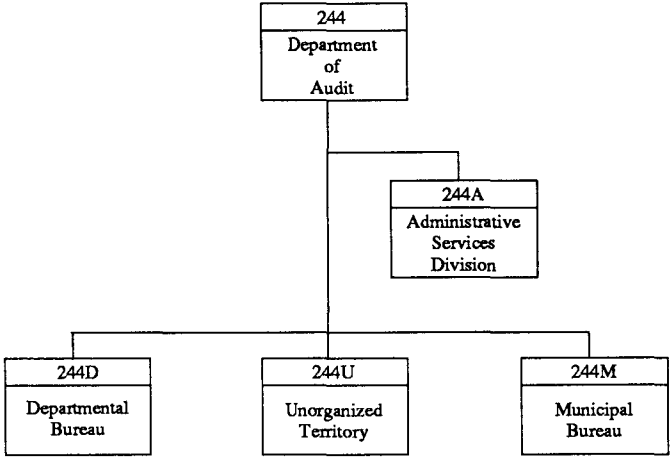 244
Department
of
Audit
244A
Administrative
Services
Division
244D
Departmental
Bureau
244U
Unorganized
Territory
244M
Municipal
Bureau